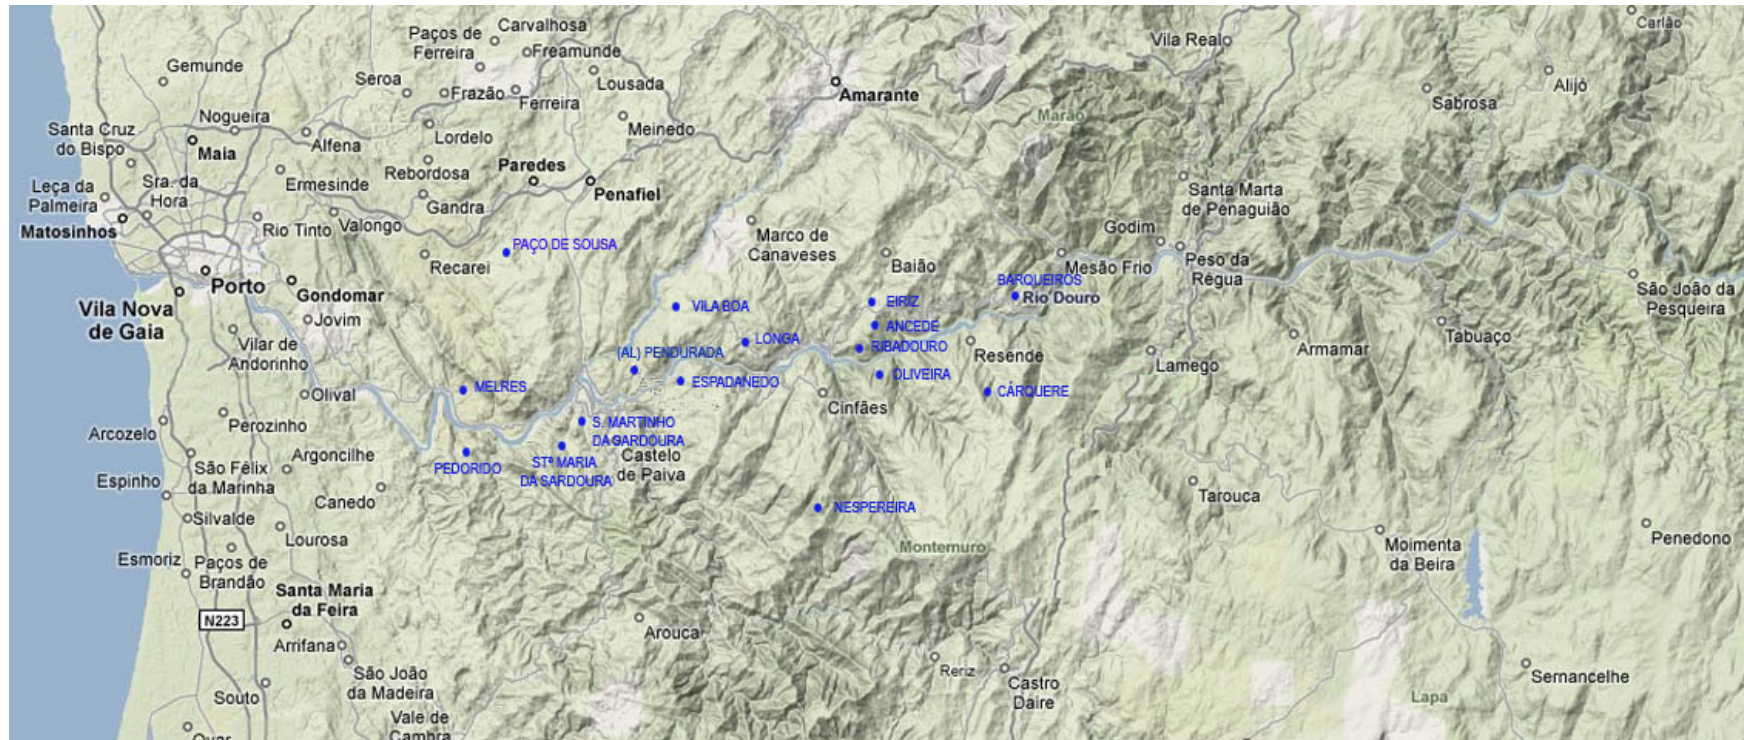 Carlão
Carvalhosa
Paços de
Ferreira
Freamunde
Vila Real
Gemunde
Seroa
Frazão
Ferreira
Lousada
Amarante
Alijó
Sabrosa
Nogueira
Santa Cruz
do Bispo
Maia
Alfena
Lordelo
Meinedo
Marão
Rebordosa
Paredes
Penafiel
Leça da
Palmeira
Sra. da
Hora
Ermesinde
Gandra
Santa Marta
de Penaguião
Matosinhos
Rio Tinto
Valongo
Godim
PAÇO DE SOUSA
Marco de
Canaveses
Recarei
Baião
Mesão Frio
Peso da
Régua
Porto
Gondomar
BARQUEIROS
Rio Douro
São João da
Pesqueira
Vila Nova
de Gaia
Jovim
VILA BOA
EIRIZ
ANCEDE
Vilar de
Andorinho
LONGA
RIBADOURO
Resende
Armamar
Tabuaço
(AL) PENDURADA
Lamego
MELRES
ESPADANEDO
OLIVEIRA
CÁRQUERE
Olival
Cinfães
Arcozelo
Perozinho
S. MARTINHO
DA SARDOURA
Castelo
de Paiva
Argoncilhe
PEDORIDO
STª MARIA
DA SARDOURA
São Félix
da Marinha
Espinho
Canedo
Tarouca
NESPEREIRA
Silvalde
Lourosa
Montemuro
Moimenta
da Beira
Penedono
Esmoriz
Paços de
Brandão
Santa Maria
da Feira
N223
Arrifana
Arouca
São João
da Madeira
Reriz
Castro
Daire
Sernancelhe
Souto
Lapa
Vale de
Cambra
Ovar